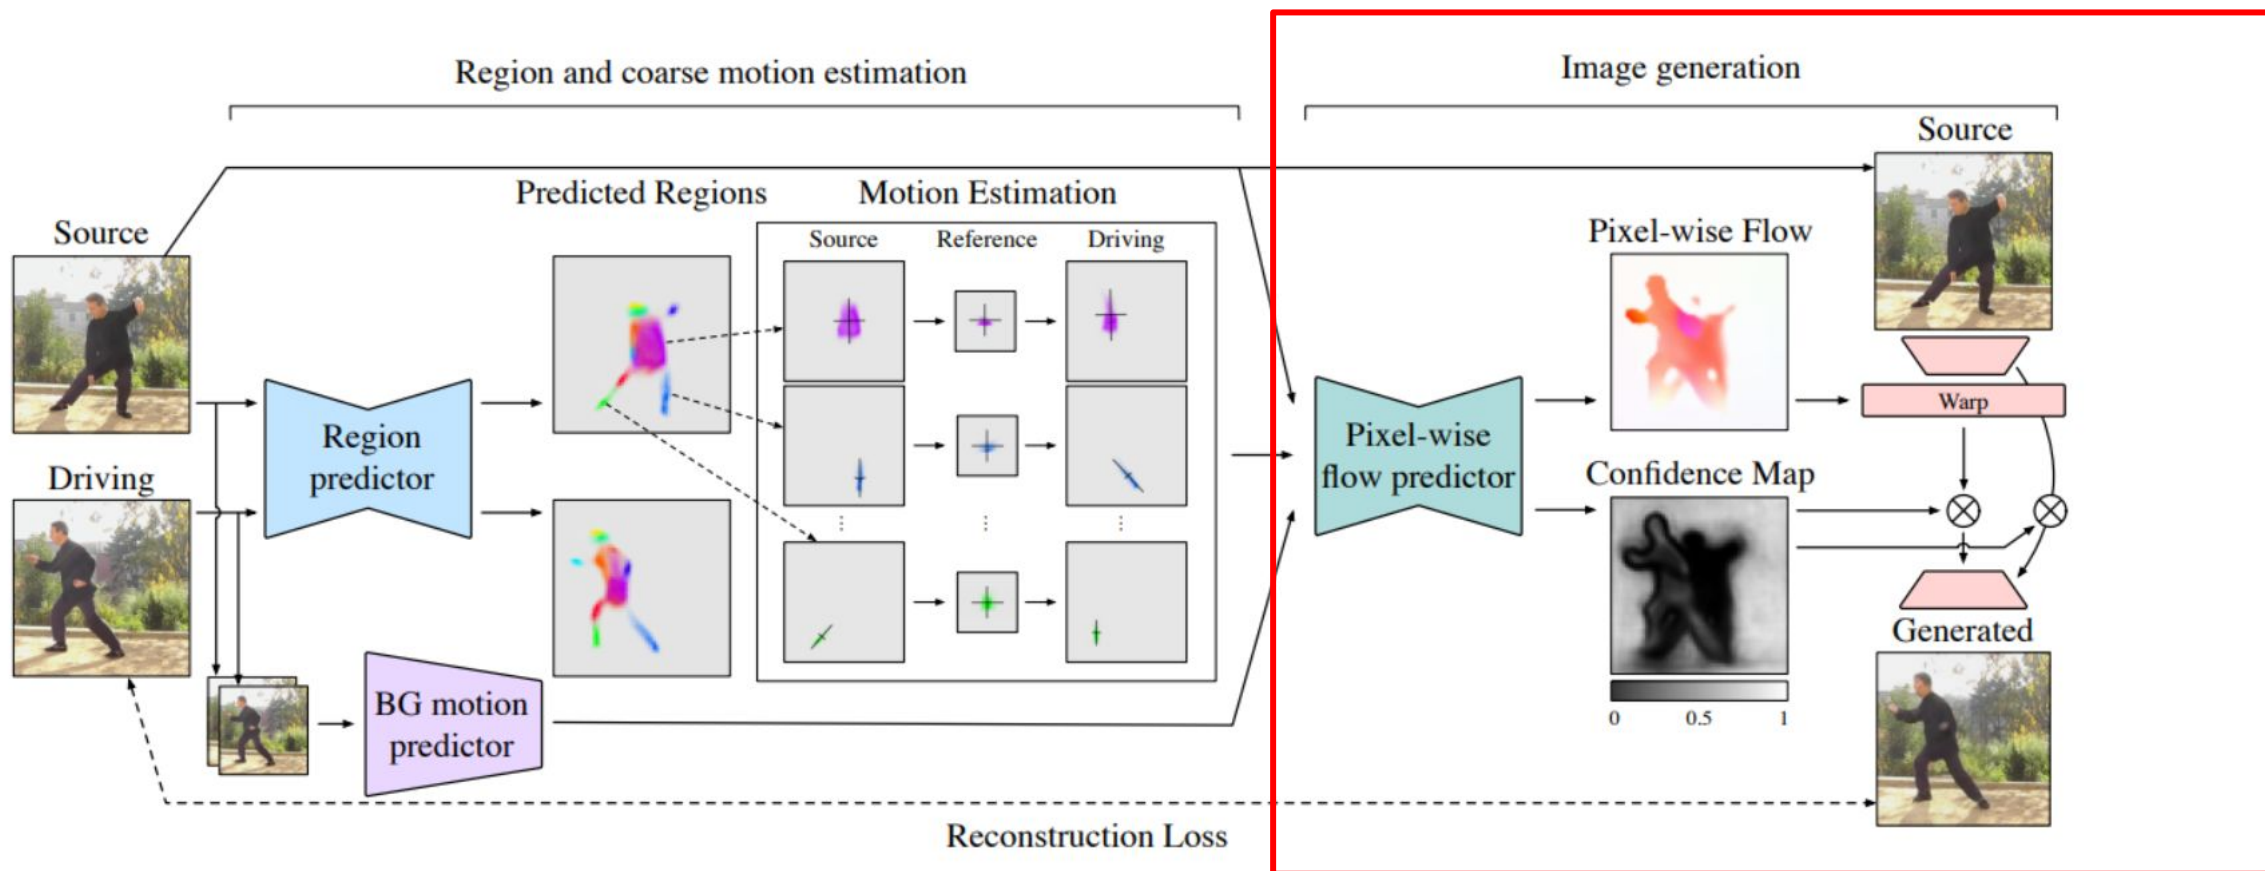 Region and coarse motion estimation
Image generation
Source
Predicted Regions
Motion Estimation
Source
Source
Reference
Driving
Pixel-wise Flow
Warp
Region
predictor
Pixel-wise
flow predictor
Confidence Map
Driving
Generated
BG motion
predictor
0
0.5
1
Reconstruction Loss